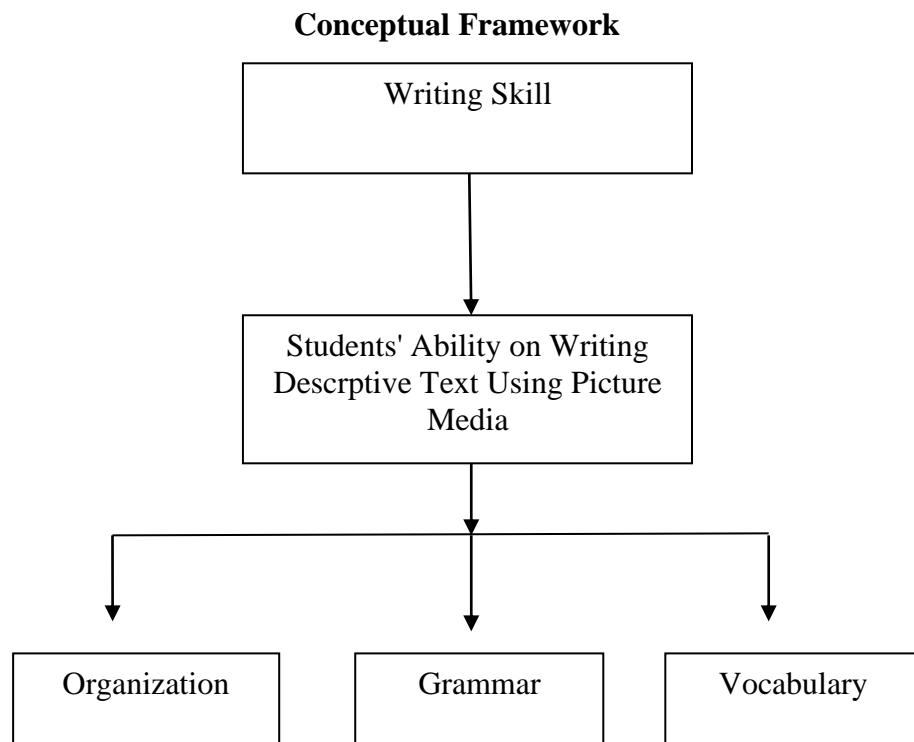 Conceptual Framework
Writing Skill
Students' Ability on Writing
Descrptive Text Using Picture
Media
Organization
Grammar
Vocabulary